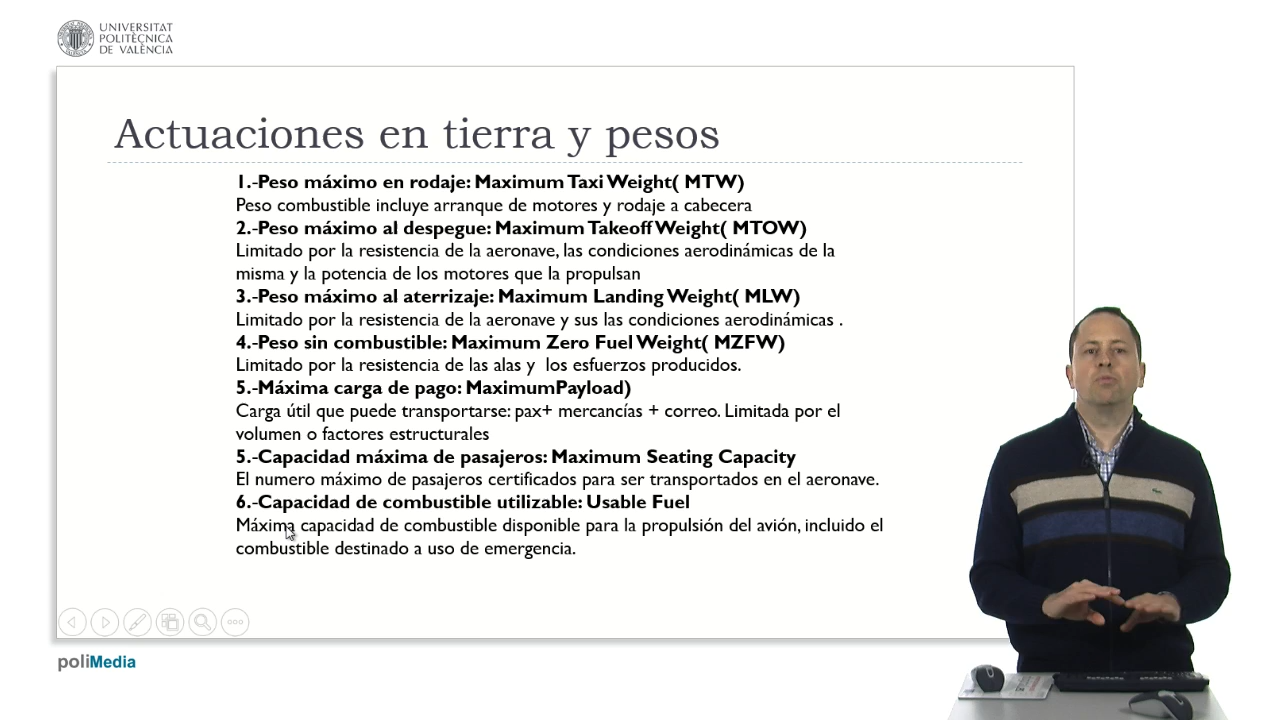 UNIVERSITAT
POLITÈCNICA
DE VALÈNCIA
Actuaciones en tierra y pesos
1.-Peso máximo en rodaje: Maximum Taxi Weight( MTW)
Peso combustible incluye arranque de motores y rodaje a cabecera
2.-Peso máximo al despegue: Maximum Takeoff Weight( MTOW)
Limitado por la resistencia de la aeronave, las condiciones aerodinámicas de la
misma y la potencia de los motores que la propulsan
3.-Peso máximo al aterrizaje: Maximum Landing Weight( MLW)
Limitado por la resistencia de la aeronave y sus las condiciones aerodinámicas .
4.-Peso sin combustible: Maximum Zero Fuel Weight( MZFW)
Limitado por la resistencia de las alas y  los esfuerzos producidos.
5.-Máxima carga de pago: MaximumPayload)
Carga útil que puede transportarse: pax+ mercancías + correo. Limitada por el
volumen o factores estructurales
5.-Capacidad máxima de pasajeros: Maximum Seating Capacity
El numero máximo de pasajeros certificados para ser transportados en el aeronave.
6.-Capacidad de combustible utilizable: Usable Fuel
Máxima capacidad de combustible disponible para la propulsión del avión, incluido el
combustible destinado a uso de emergencia.
poliMedia